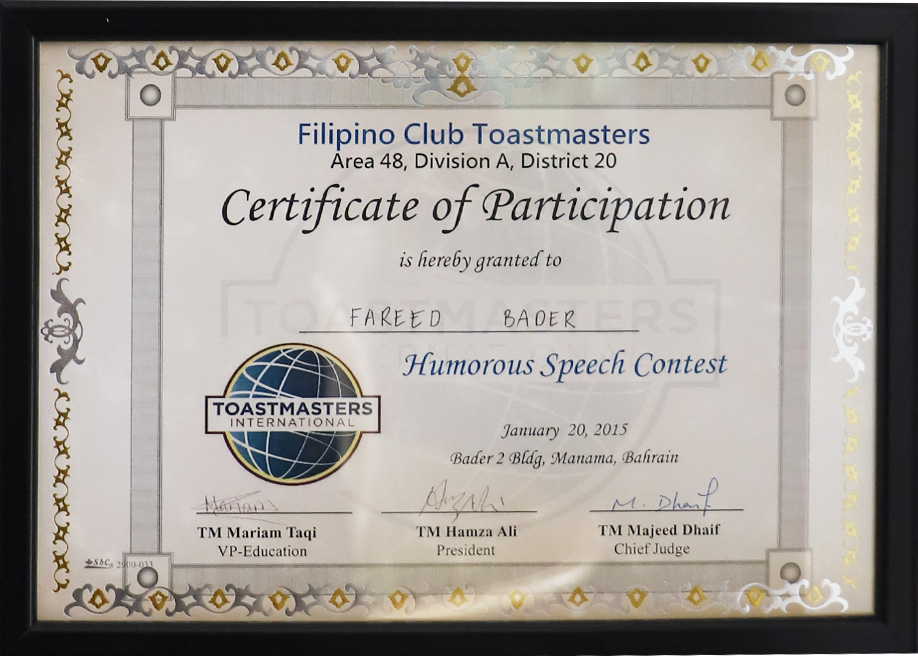 Filipino Club Toastmasters
Area 48, Division A, District 20
Certificate of Participation
is hereby granted to
FAREED BADER
Humorous Speech Contest
TOASTMASTERS
INTERNATIONAL
January 20, 2015
Bader 2 Bldg, Manama, Bahrain
Mariam
M. Dhaif
TM Mariam Taqi
TM Hamza Ali
TM Majeed Dhaif
VP-Education
President
Chief Judge